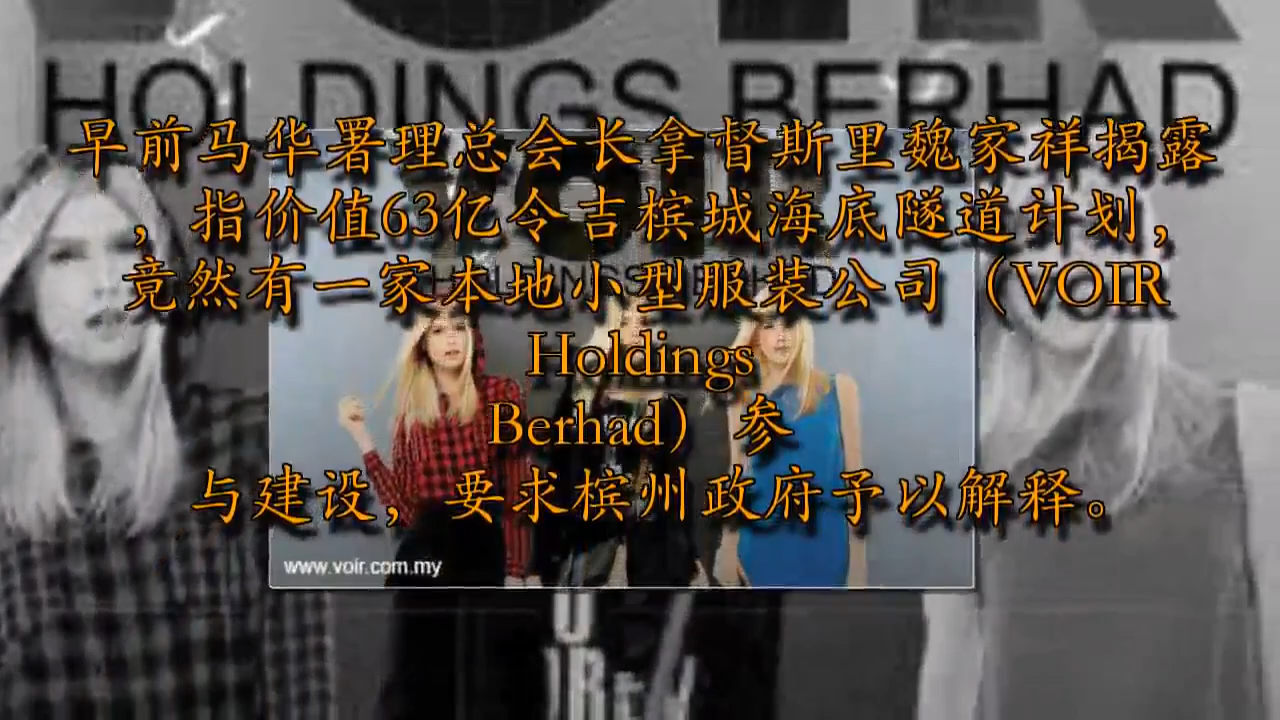 HOLDINGS BERHAD
早前马华署理总会长拿督斯里魏家祥揭露
，指价值63亿令吉槟城海底隧道计划，
竟然有一家本地小型服装公司（VOIR
Holdings
Berhad） 参
与建设，要求槟州政府予以解释。
HOLDINGS BERHAD
www.voir.com.my